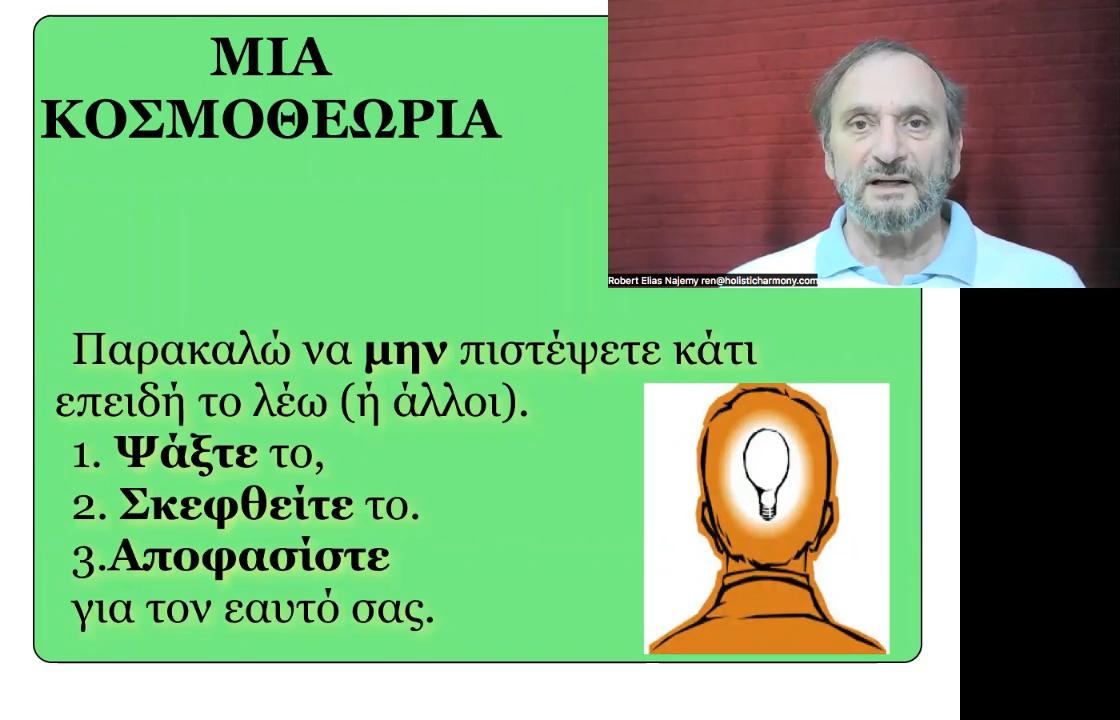 ΜΙΑ
ΚΟΣΜΟΘΕΩΡΙΑ
Robert Elias Najemy ren@holisticharmony.com
Παρακαλώ να μην πιστέψετε κάτι
επειδή το λέω (ή άλλοι).
1. Ψάξτε το,
2. Σκεφθείτε το.
3.Αποφασίστε
για τον εαυτό σας.